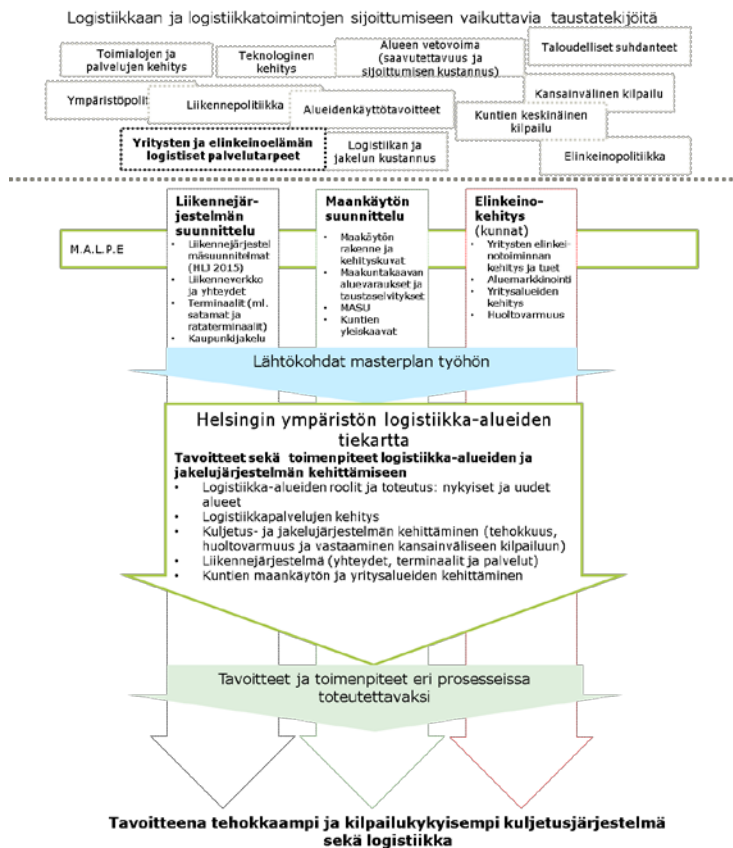 Logistiikkaan ja logistiikkatoimintojen sijoittumiseen vaikuttavia taustatekijöitä
Toimialojen ja
palvelujen kehitys
Teknologinen
kehitys
Alueen vetovoima
(saavutettavuus ja
sijoittumisen kustannus)
Taloudelliset suhdanteet
Ympäristöpolit
Liikennepolitiikka
Alueidenkäyttötavoitteet
Kansainvälinen kilpailu
Kuntien keskinäinen
kilpailu
Yritysten ja elinkeinoelämän
logistiset palvelutarpeet
Logistiikan ja
jakelun kustannus
Elinkeinopolitiikka
M.A.L.P.E
Liikennejär-
jestelmän
suunnittelu
• Liikennejärjestel
mäsuunnitelmat
(HLJ 2015)
• Liikenneverkko
ja yhteydet
• Terminaalit (ml.
satamat ja
rataterminaalit)
• Kaupunkijakelu
Maankäytön
suunnittelu
• Maakäytön
rakenne ja
kehityskuvat
• Maakuntakaavan
aluevaraukset ja
taustaselvitykset
• MASU
• Kuntien
yleiskaavat
Elinkeino-
kehitys
(kunnat)
• Yritysten elinkei-
notoiminnan
kehitys ja tuet
• Aluemarkkinointi
• Yritysalueiden
kehitys
• Huoltovarmuus
Lähtökohdat masterplan työhön
Helsingin ympäristön logistiikka-alueiden
tiekartta
Tavoitteet sekä toimenpiteet logistiikka-alueiden ja
jakelujärjestelmän kehittämiseen
• Logistiikka-alueiden roolit ja toteutus: nykyiset ja uudet
alueet
• Logistiikkapalvelujen kehitys
• Kuljetus- ja jakelujärjestelmän kehittäminen (tehokkuus,
huoltovarmuus ja vastaaminen kansainväliseen kilpailuun)
• Liikennejärjestelmä (yhteydet, terminaalit ja palvelut)
• Kuntien maankäytön ja yritysalueiden kehittäminen
Tavoitteet ja toimenpiteet eri prosesseissa
toteutettavaksi
Tavoitteena tehokkaampi ja kilpailukykyisempi kuljetusjärjestelmä
sekä logistiikka